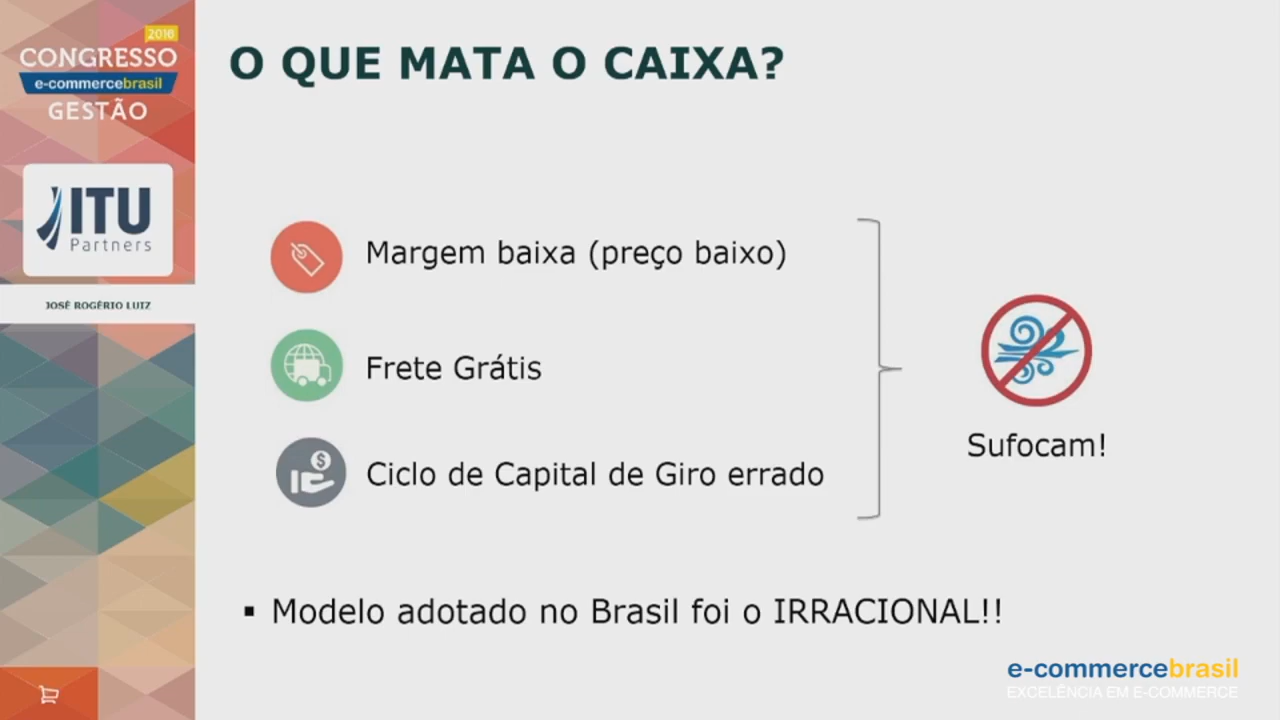 2016
CONGRESSO
e-commercebrasil
GESTÃO
ITU
Partners
JOSÉ ROGÉRIO LUIZ
O QUE MATA O CAIXA?
Margem baixa (preço baixo)
Frete Grátis
$
Ciclo de Capital de Giro errado
Sufocam!
▪ Modelo adotado no Brasil foi o IRRACIONAL!!
e-commercebrasil
EXCELÊNCIA EM E-COMMERCE